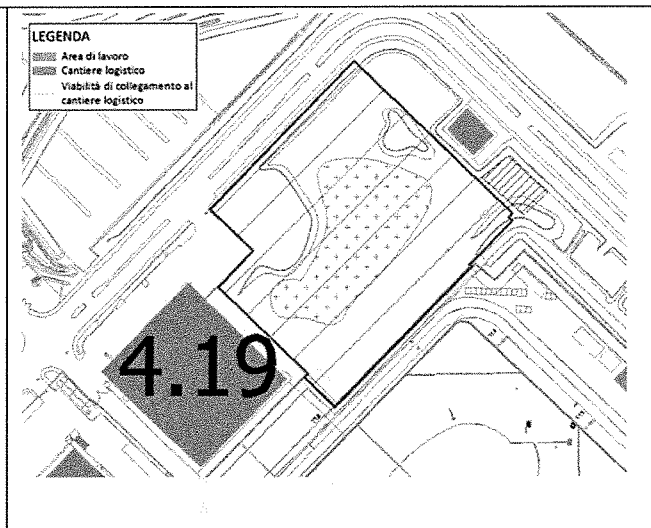 LEGENDA
Area di lavoro
Cantiere logistico
Viabilità di collegamento al
cantiere logistico
4.19